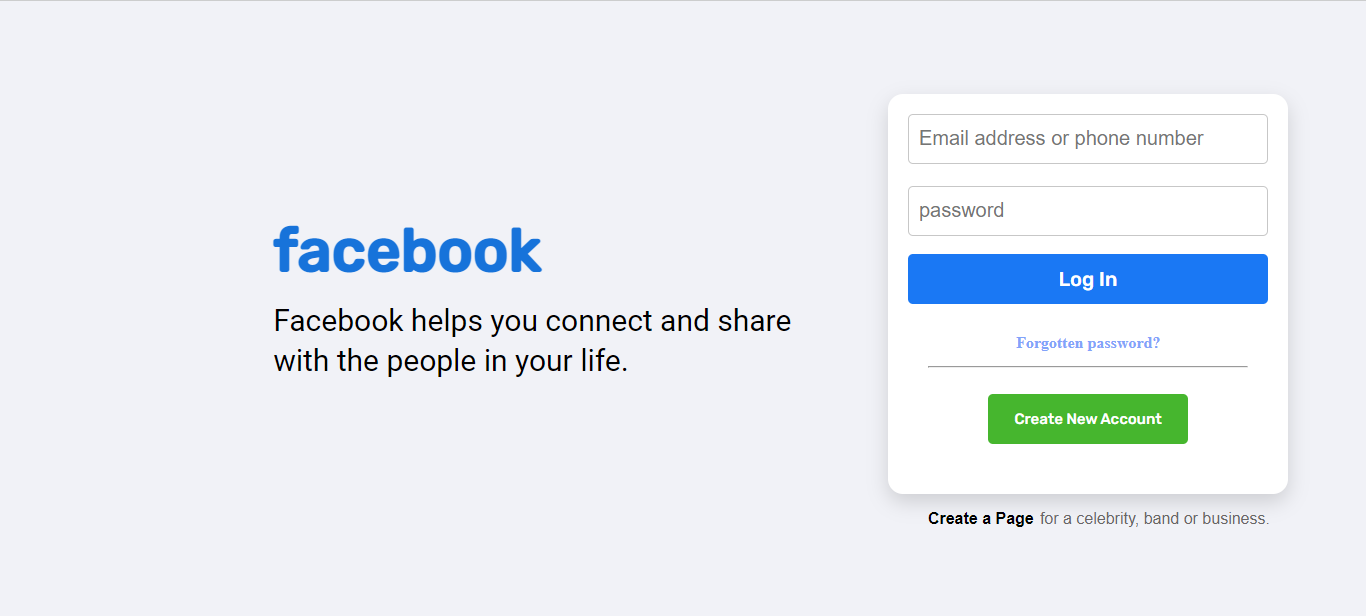 facebook
Facebook helps you connect and share
with the people in your life.
Email address or phone number
password
Log In
Forgotten password?
Create New Account
Create a Page for a celebrity, band or business.